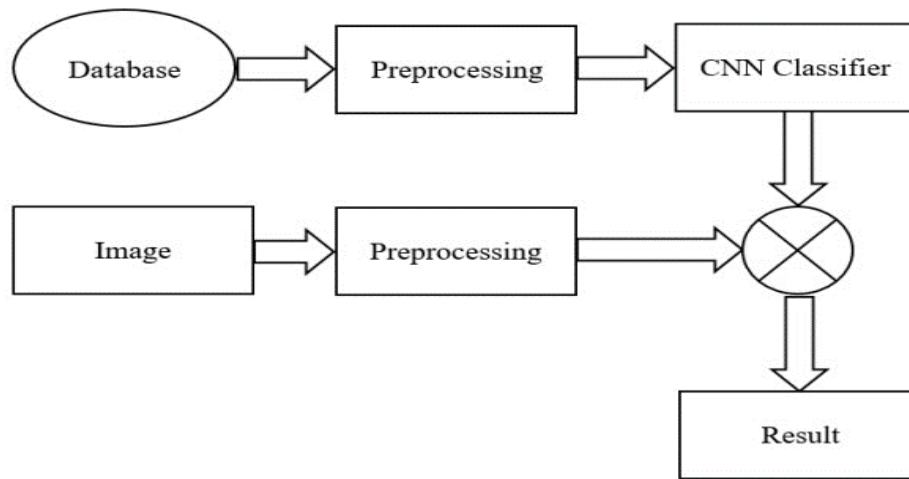 Database
Preprocessing
CNN Classifier
Image
Preprocessing
Result